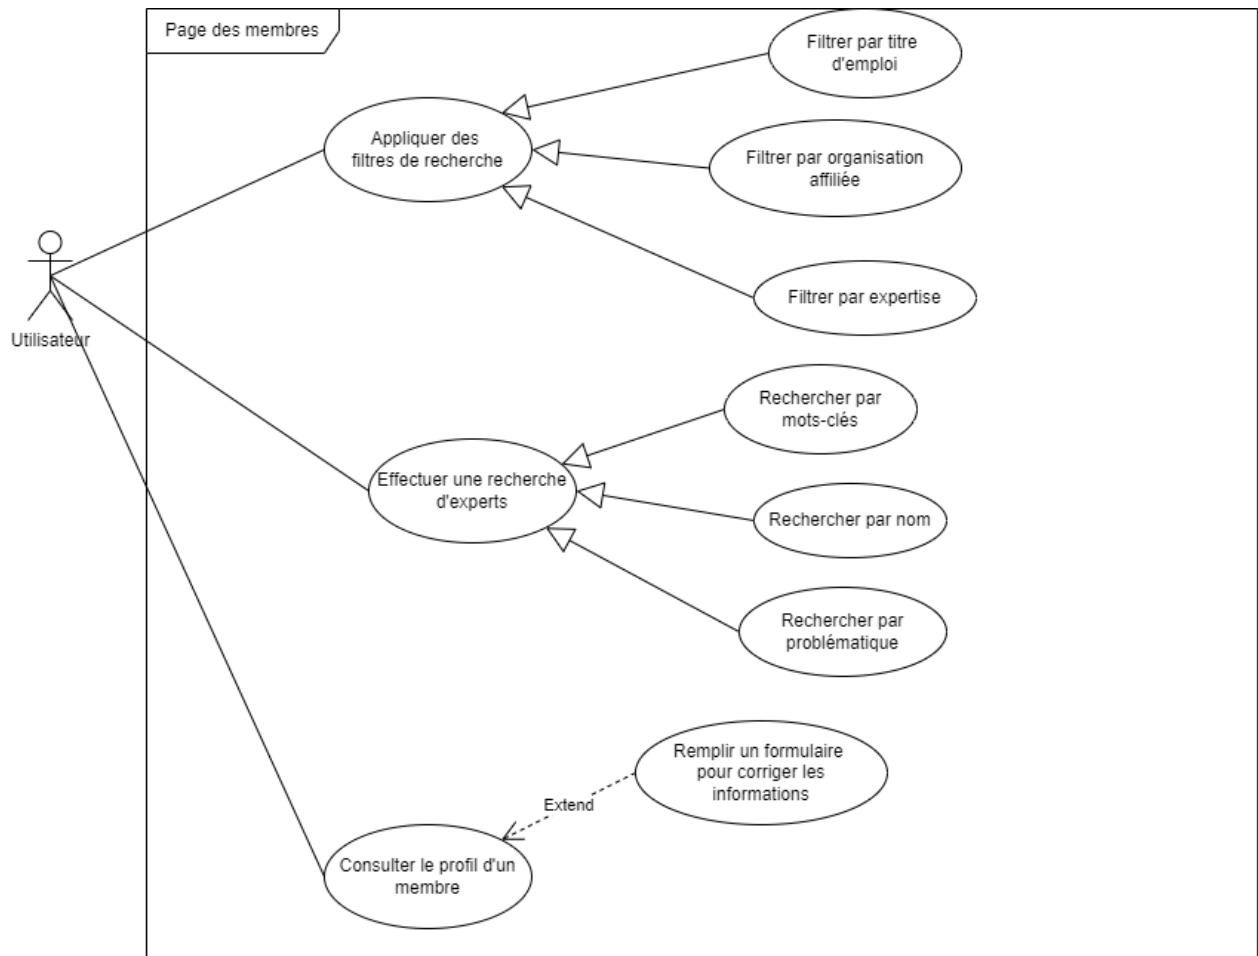 Page des membres
Filtrer par titre
d'emploi
Appliquer des
filtres de recherche
Filtrer par organisation
affiliée
Filtrer par expertise
Utilisateur
Rechercher par
mots-clés
Effectuer une recherche
d'experts
Rechercher par nom
Rechercher par
problématique
Remplir un formulaire
pour corriger les
informations
Extend
Consulter le profil d'un
membre